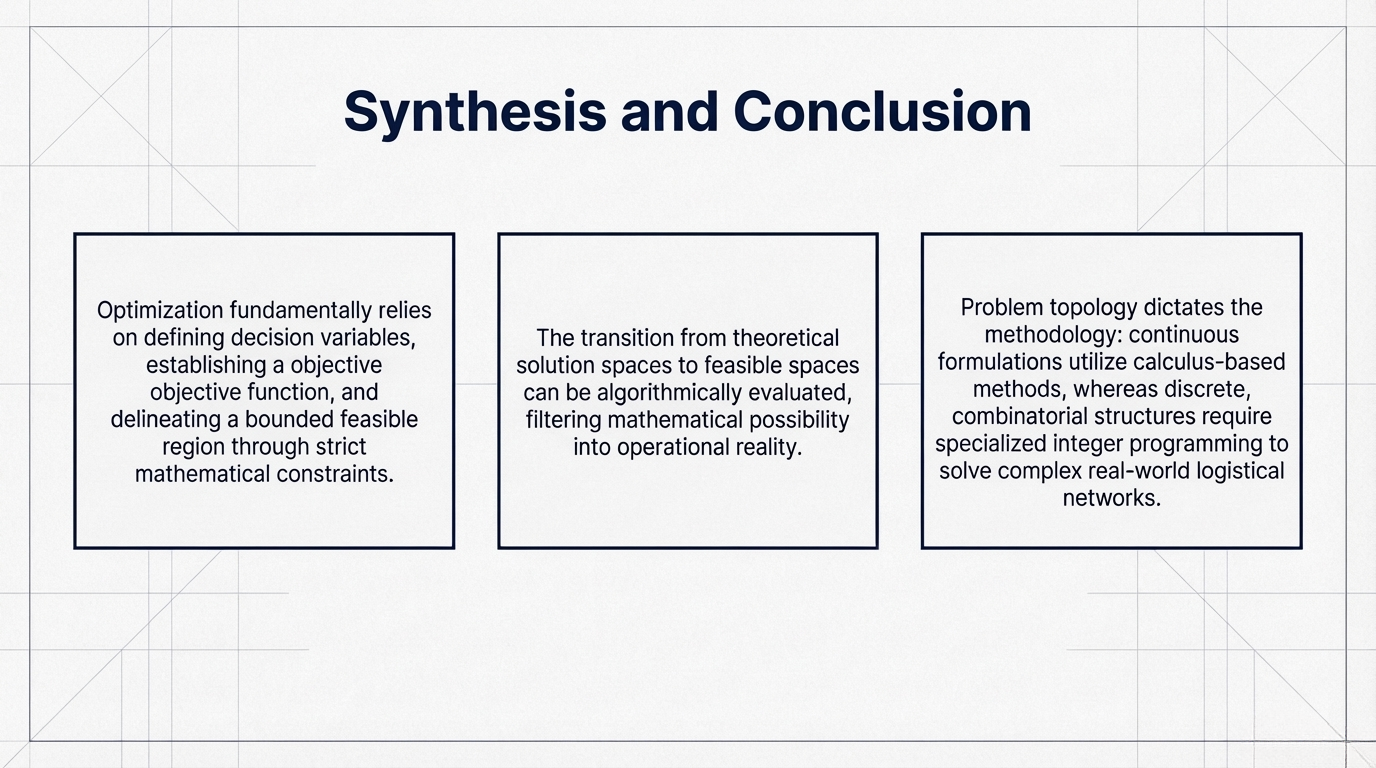 Synthesis and Conclusion
Optimization fundamentally relies
on defining decision variables,
establishing a objective
objective function, and
delineating a bounded feasible
region through strict
mathematical constraints.
The transition from theoretical
solution spaces to feasible spaces
can be algorithmically evaluated,
filtering mathematical possibility
into operational reality.
Problem topology dictates the
methodology: continuous
formulations utilize calculus-based
methods, whereas discrete,
combinatorial structures require
specialized integer programming to
solve complex real-world logistical
networks.